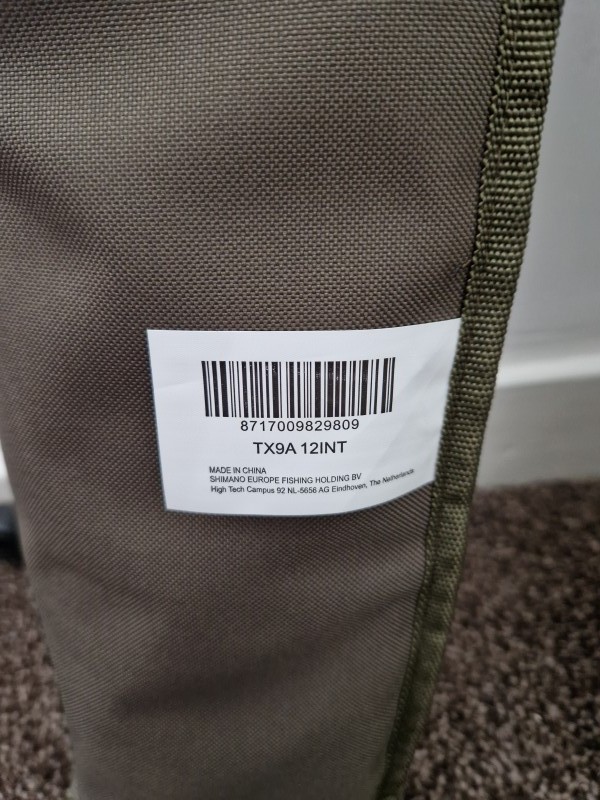 8717009829809
TX9A 12INT
MADE IN CHINA
SHIMANO EUROPE FISHING HOLDING BV
High Tech Campus 92 NL-5656 AG Eindhoven, The Netherlands